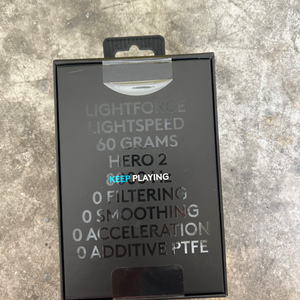 LIGHTFORCE
LIGHTSPEED
60 GRAMS
HERO 2
KEEP PLAYING
0 FILTERING
0 SMOOTHING
0 ACCELERATION
0 ADDITIVE PTFE